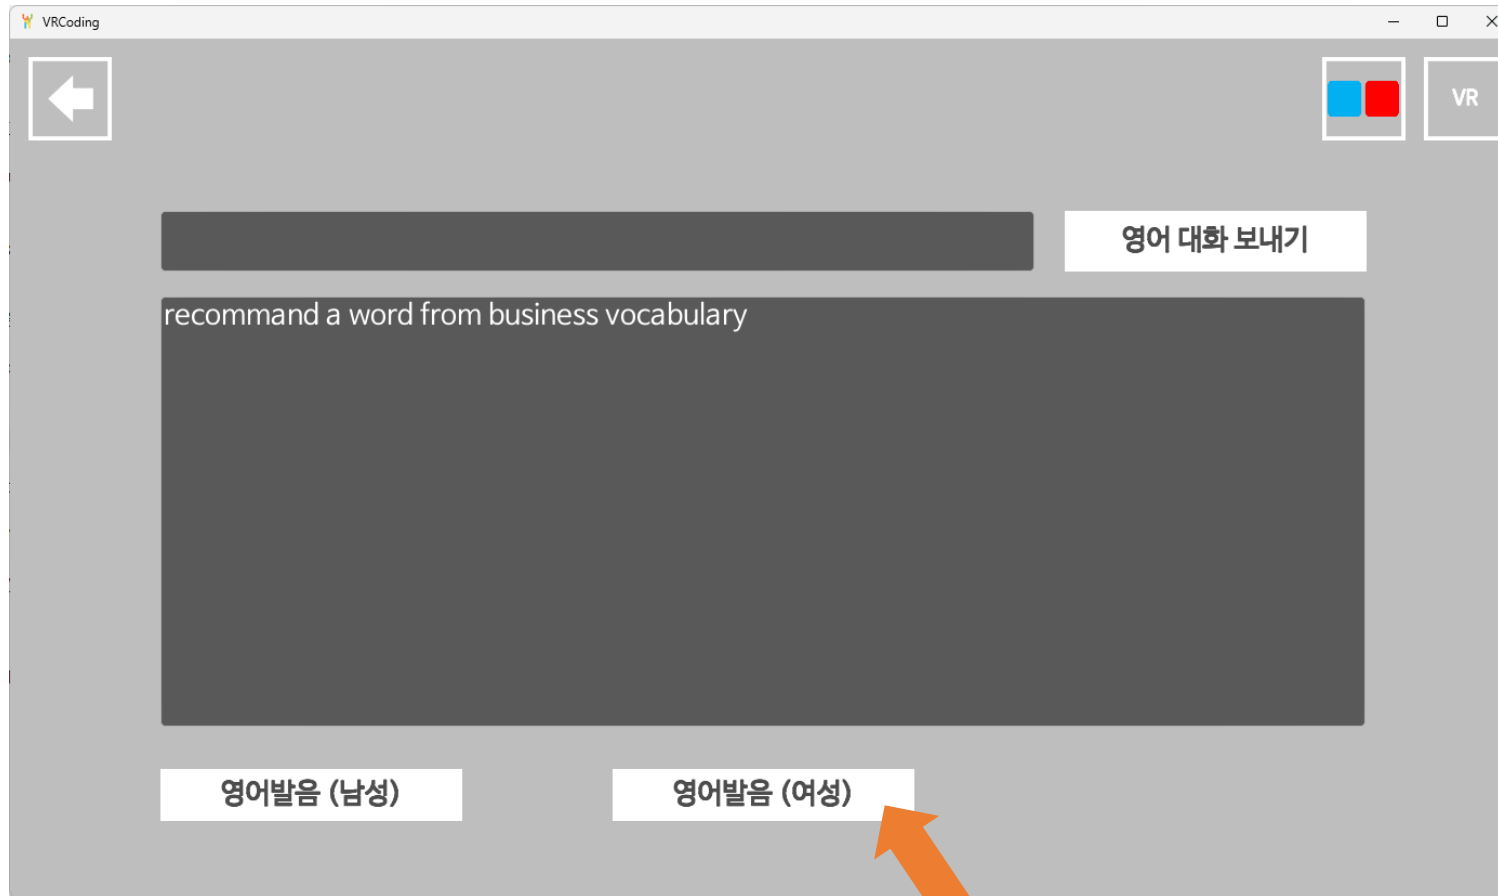 VRCoding
VR
영어 대화 보내기
recommand a word from business vocabulary
영어발음 (남성)
영어발음 (여성)